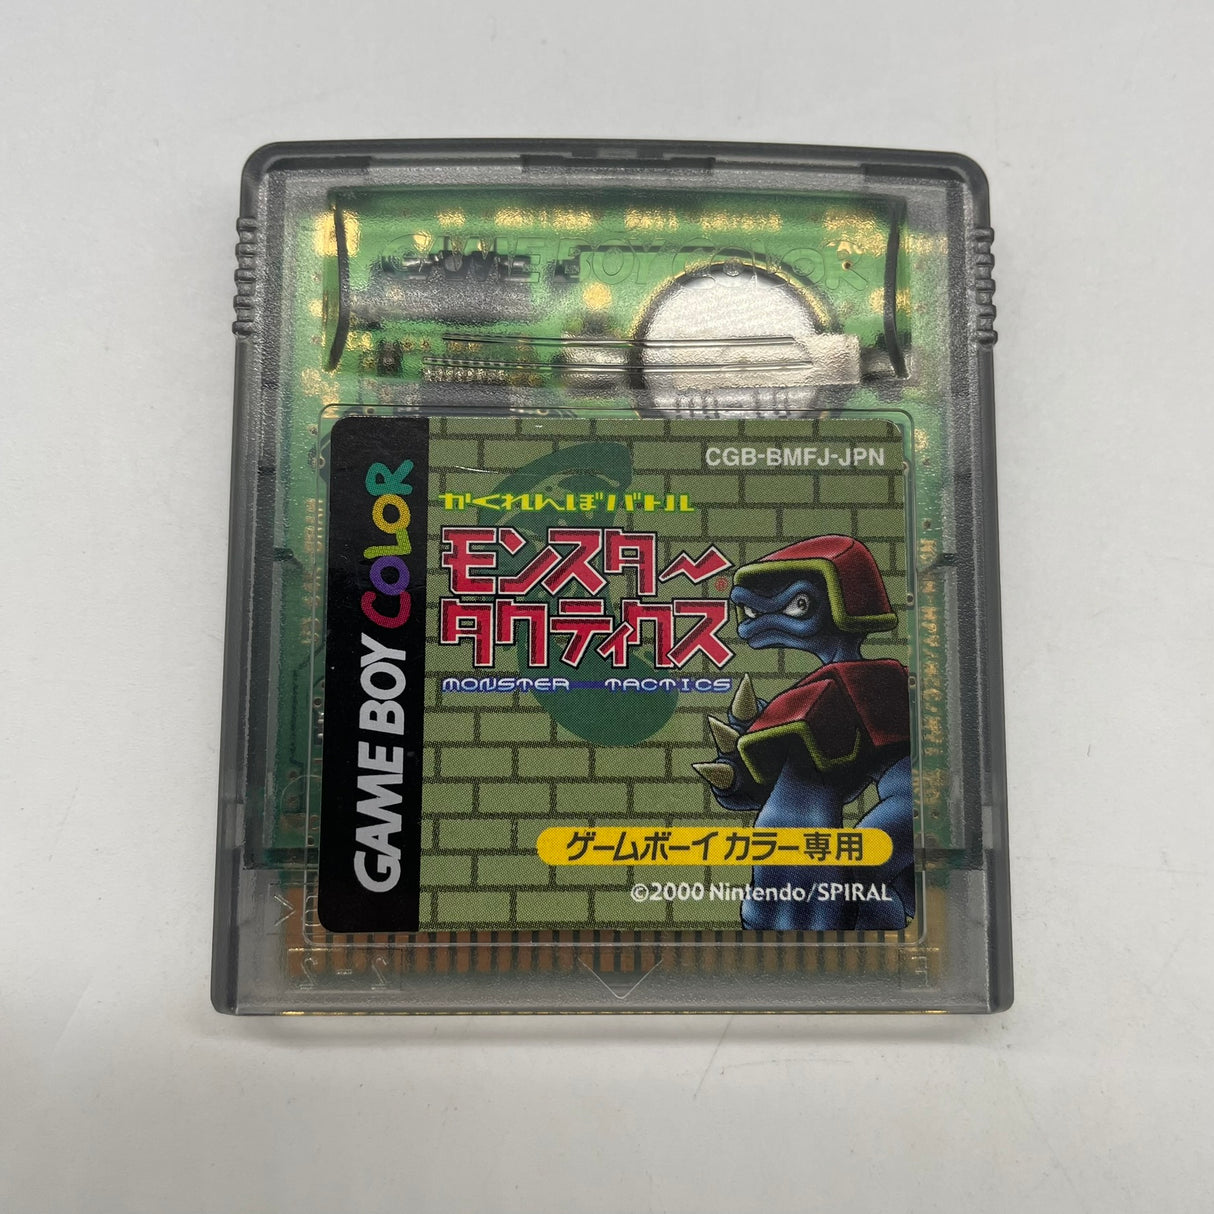 GAME BOY COLOR
GAME BOY COLOR
CGB-BMFJ-JPN
かくれんぼバトル
モンスター®
タクティクス
MONSTER TACTICS
ゲームボーイカラー専用
©2000 Nintendo/SPIRAL